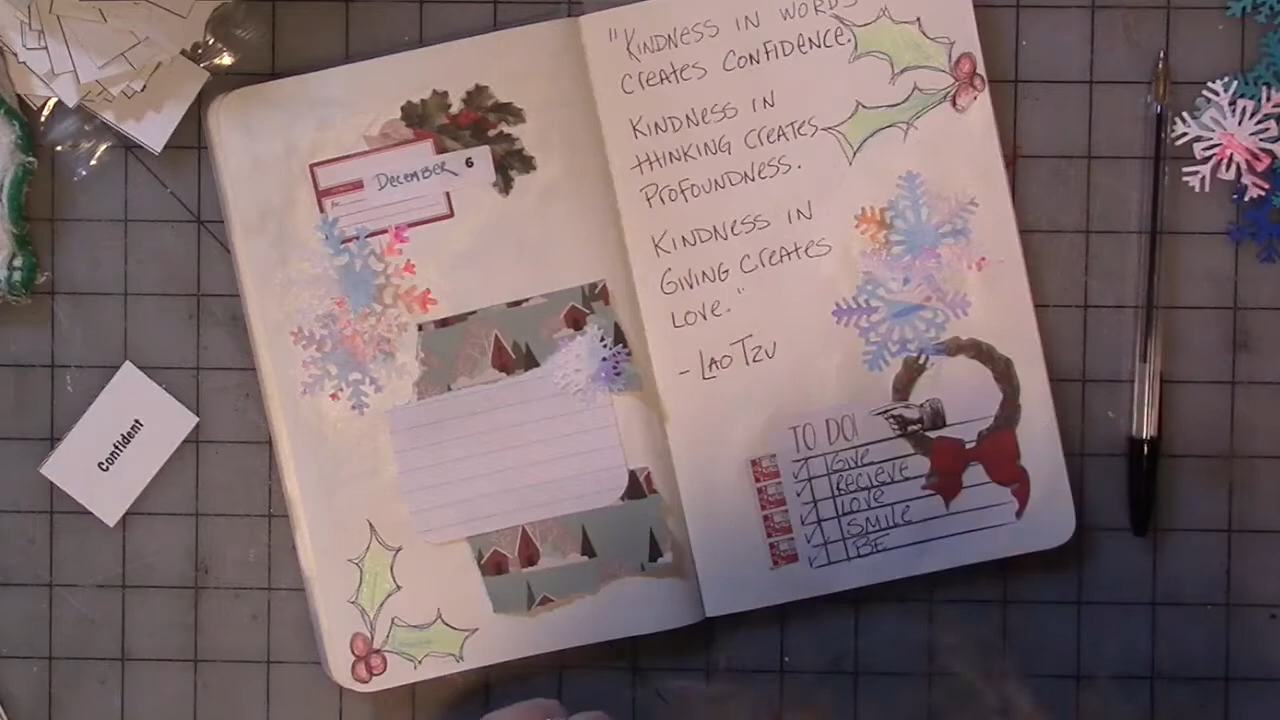 December 6
"KINDNESS IN WORDS
CREATES CONFIDENCE.
KINDNESS IN
THINKING CREATES
PROFOUNDNESS.
KINDNESS IN
GIVING CREATES
LOVE."
- LAO TZU
TO DO!
GIVE
RECIEVE
LOVE
SMILE
BE
Confident